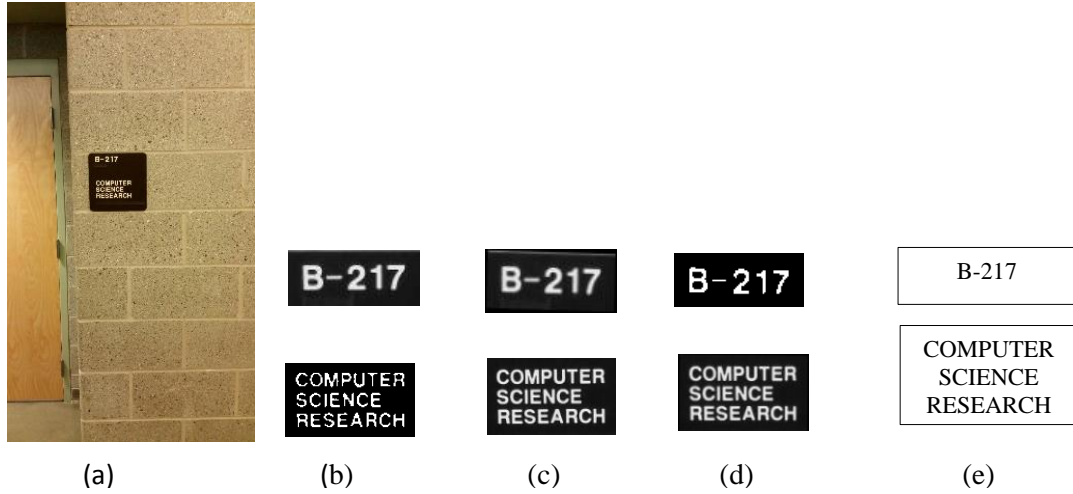 B-217
COMPUTER
SCIENCE
RESEARCH
B-217
B-217
B-217
B-217
COMPUTER
SCIENCE
RESEARCH
COMPUTER
SCIENCE
RESEARCH
COMPUTER
SCIENCE
RESEARCH
COMPUTER
SCIENCE
RESEARCH
(a)
(b)
(c)
(d)
(e)